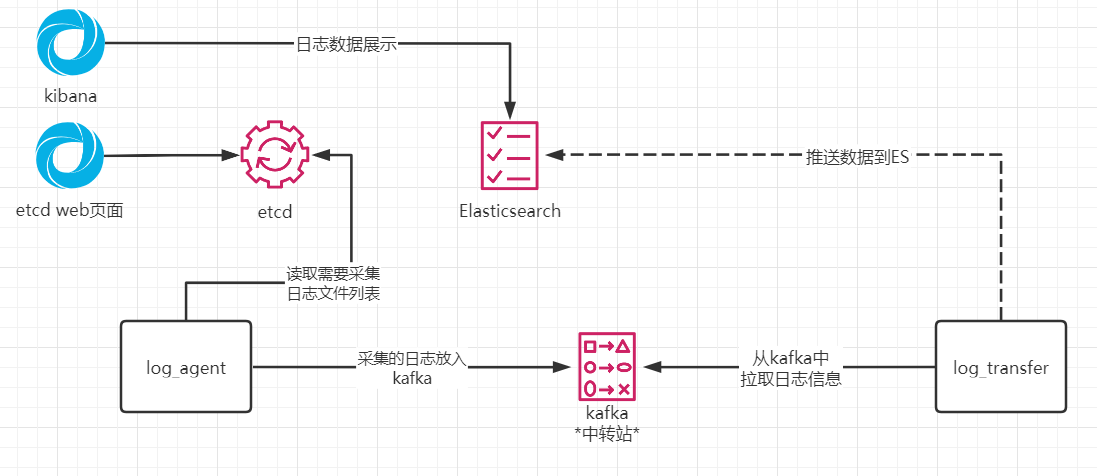 日志数据展示
kibana
推送数据到ES
etcd web页面
etcd
Elasticsearch
读取需要采集
日志文件列表
log_agent
采集的日志放入
kafka
从kafka中
拉取日志信息
log_transfer
kafka
*中转站*